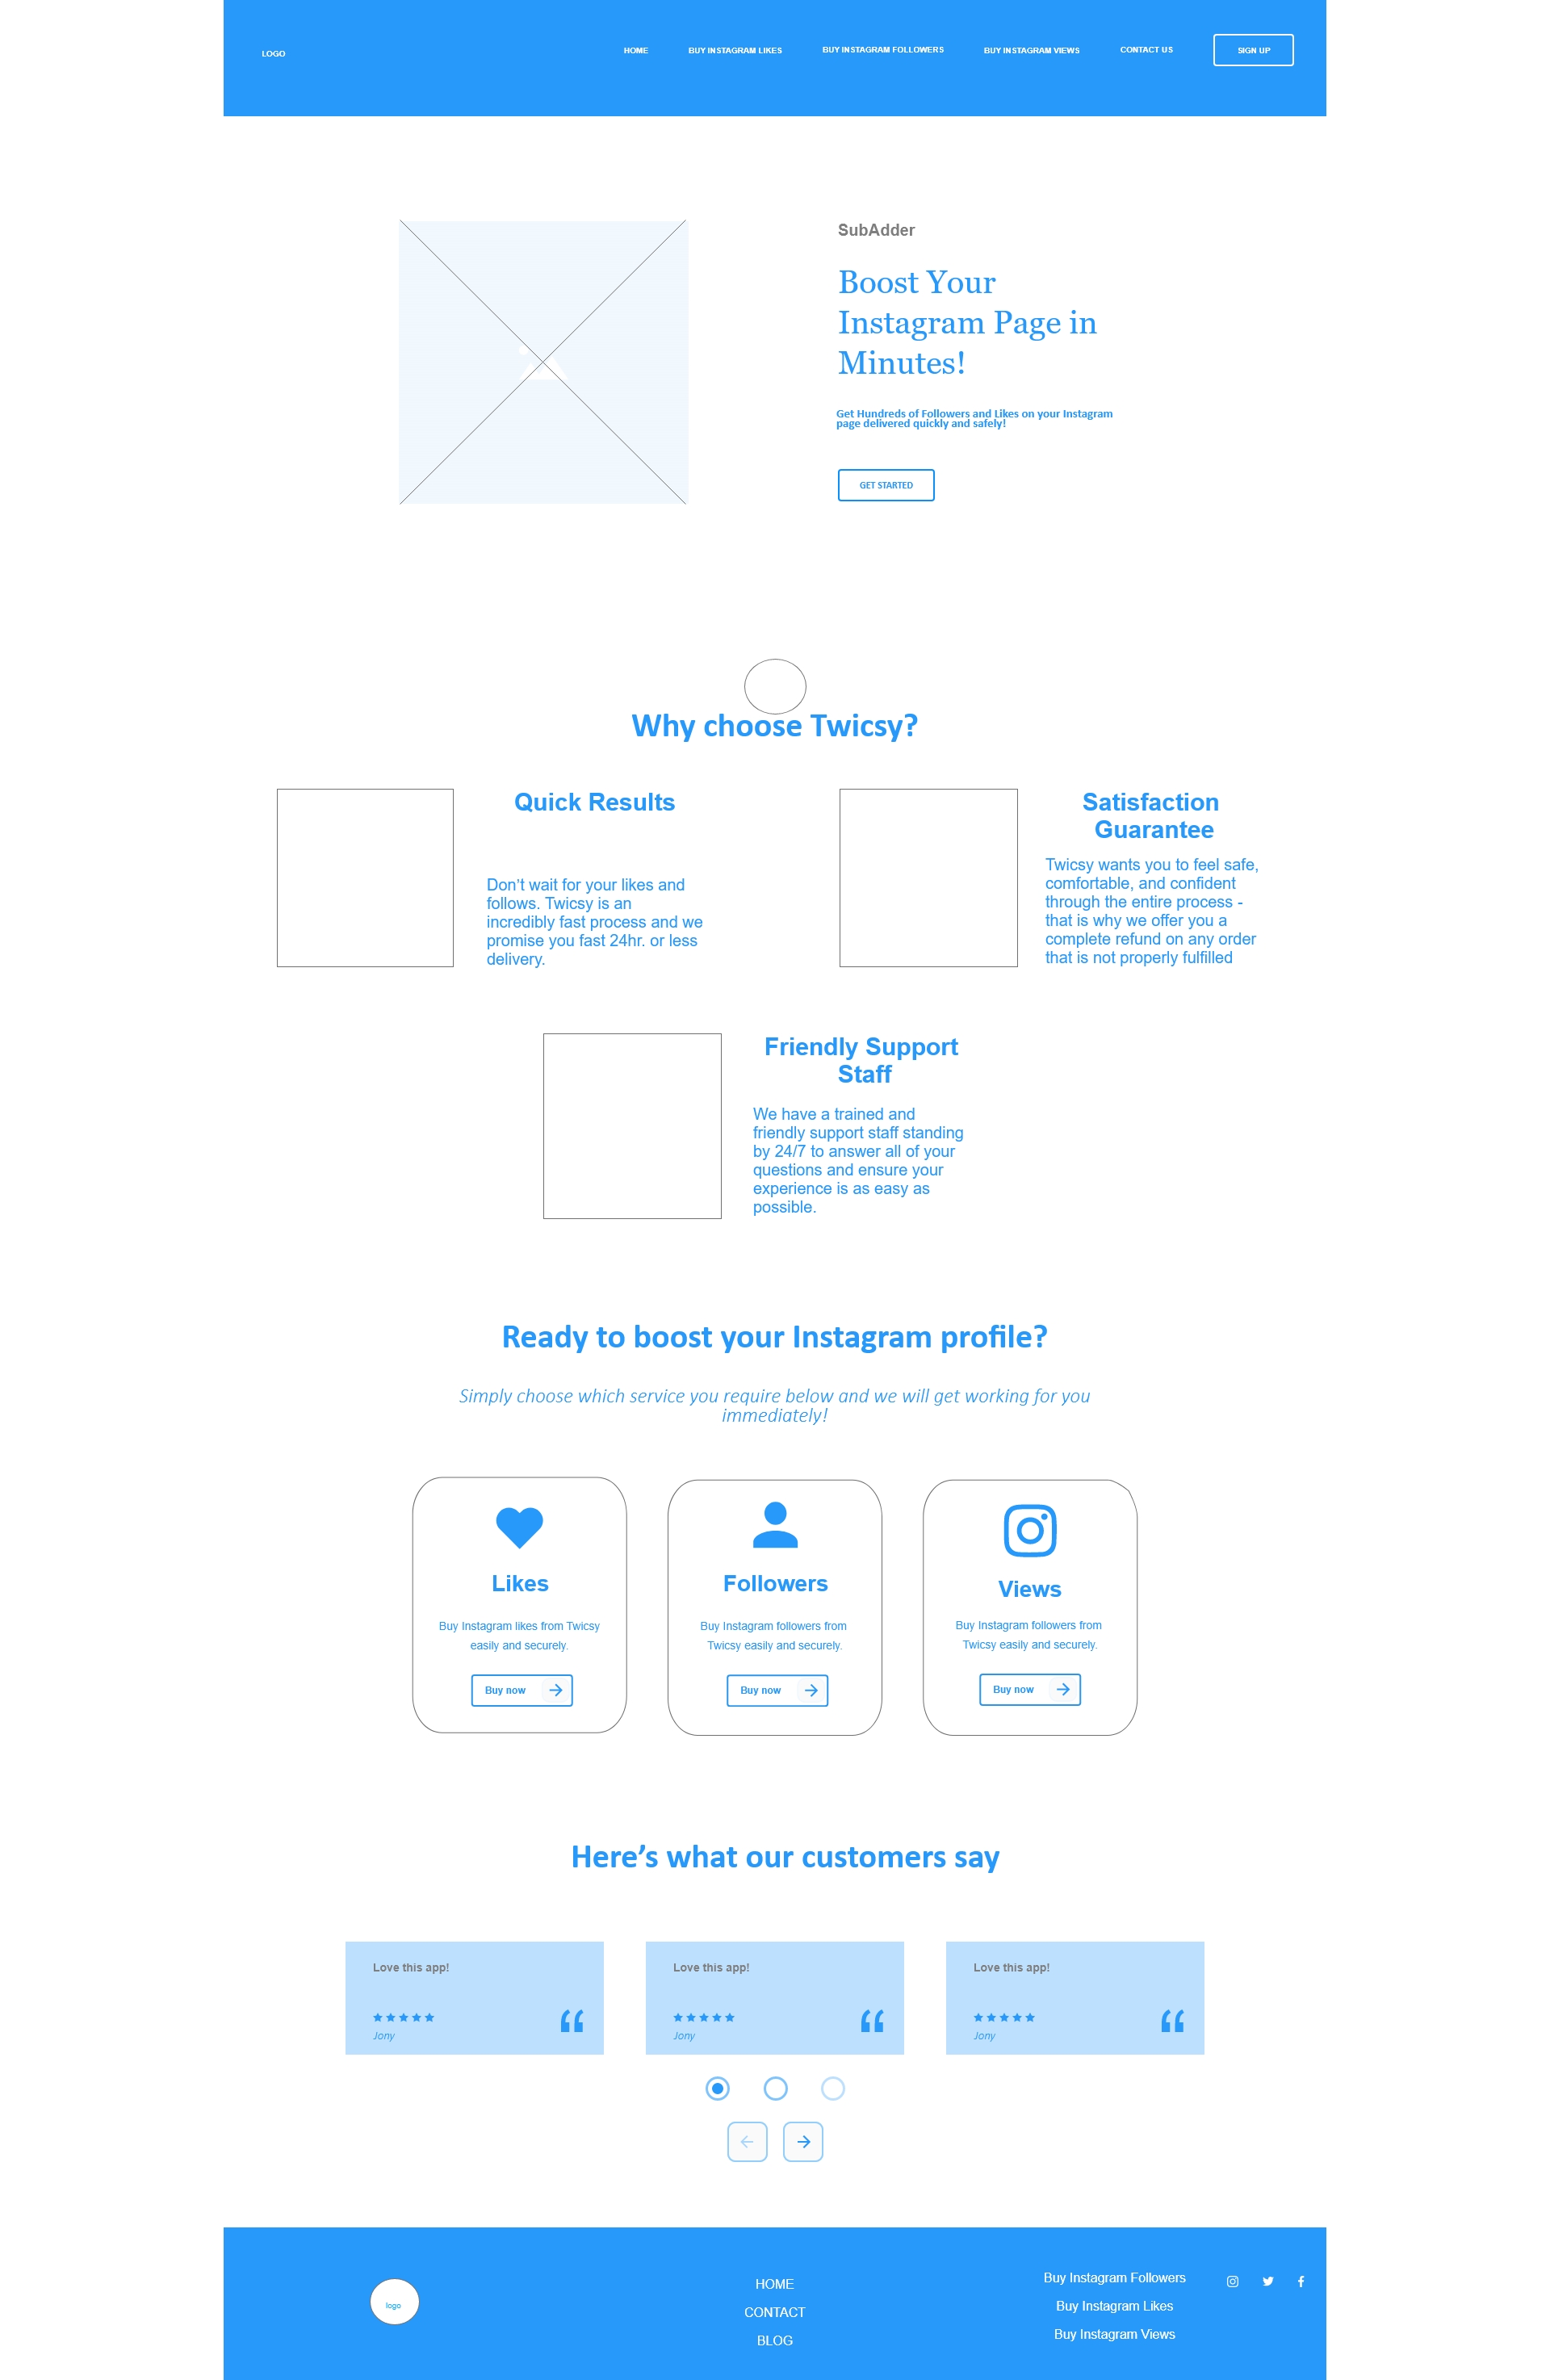 LOGO
HOME
BUY INSTAGRAM LIKES
BUY INSTAGRAM FOLLOWERS
BUY INSTAGRAM VIEWS
CONTACT US
SIGN UP
SubAdder
Boost Your
Instagram Page in
Minutes!
Get Hundreds of Followers and Likes on your Instagram
page delivered quickly and safely!
GET STARTED
Why choose Twicsy?
Quick Results
Don't wait for your likes and
follows. Twicsy is an
incredibly fast process and we
promise you fast 24hr. or less
delivery.
Satisfaction
Guarantee
Twicsy wants you to feel safe,
comfortable, and confident
through the entire process -
that is why we offer you a
complete refund on any order
that is not properly fulfilled
Friendly Support
Staff
We have a trained and
friendly support staff standing
by 24/7 to answer all of your
questions and ensure your
experience is as easy as
possible.
Ready to boost your Instagram profile?
Simply choose which service you require below and we will get working for you
immediately!
Likes
Buy Instagram likes from Twicsy
easily and securely.
Buy now
Followers
Buy Instagram followers from
Twicsy easily and securely.
Buy now
Views
Buy Instagram followers from
Twicsy easily and securely.
Buy now
Here's what our customers say
Love this app!
Jony
Love this app!
Jony
Love this app!
Jony
logo
HOME
CONTACT
BLOG
Buy Instagram Followers
Buy Instagram Likes
Buy Instagram Views